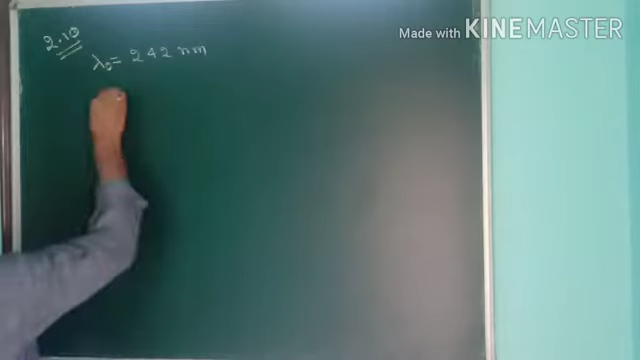 Made with KINEMASTER
2.10
λ₀ = 242 nm